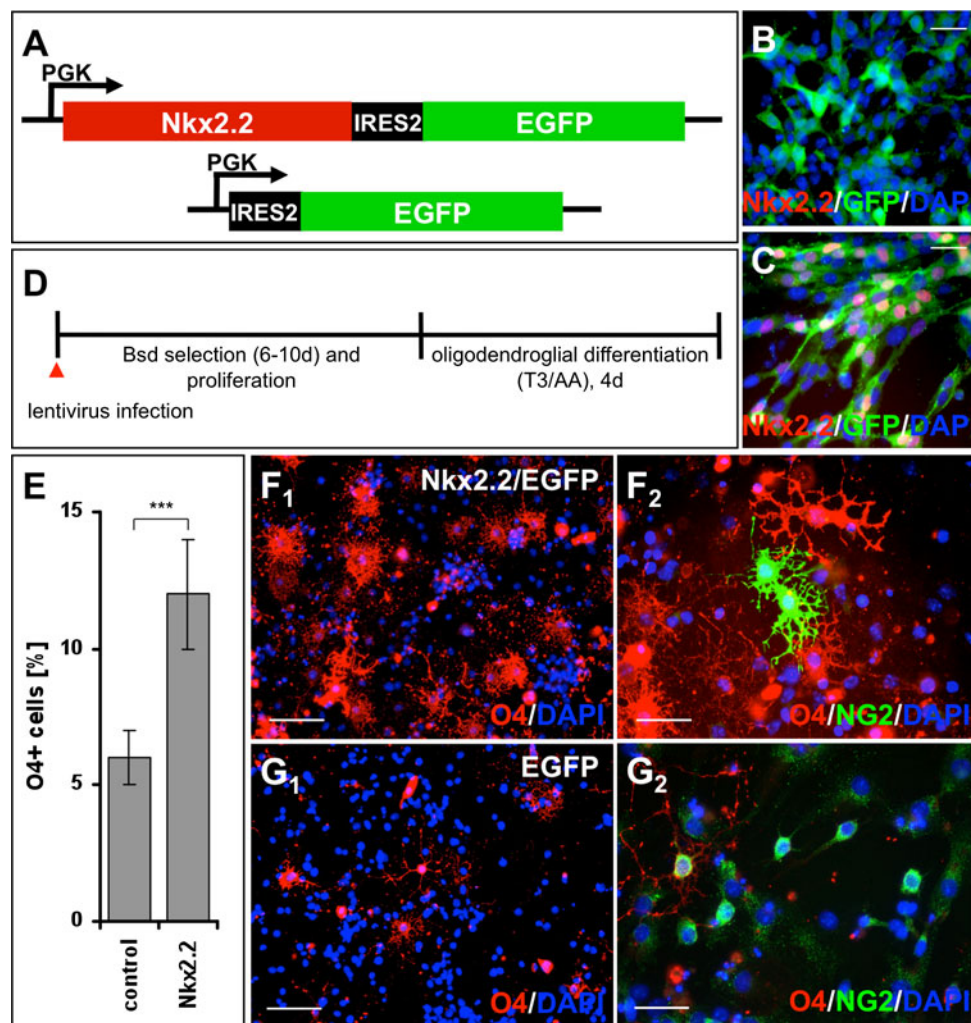 A
PGK
Nkx2.2 IRES2 EGFP
PGK
IRES2 EGFP
B
Nkx2.2/GFP/DAPI
C
Nkx2.2/GFP/DAPI
D
Bsd selection (6-10d) and
proliferation
oligodendroglial differentiation
(T3/AA), 4d
lentivirus infection
E
***
15
10
5
0
O4+ cells [%]
control
Nkx2.2
F1
Nkx2.2/EGFP
O4/DAPI
F2
O4/NG2/DAPI
G1
EGFP
O4/DAPI
G2
O4/NG2/DAPI